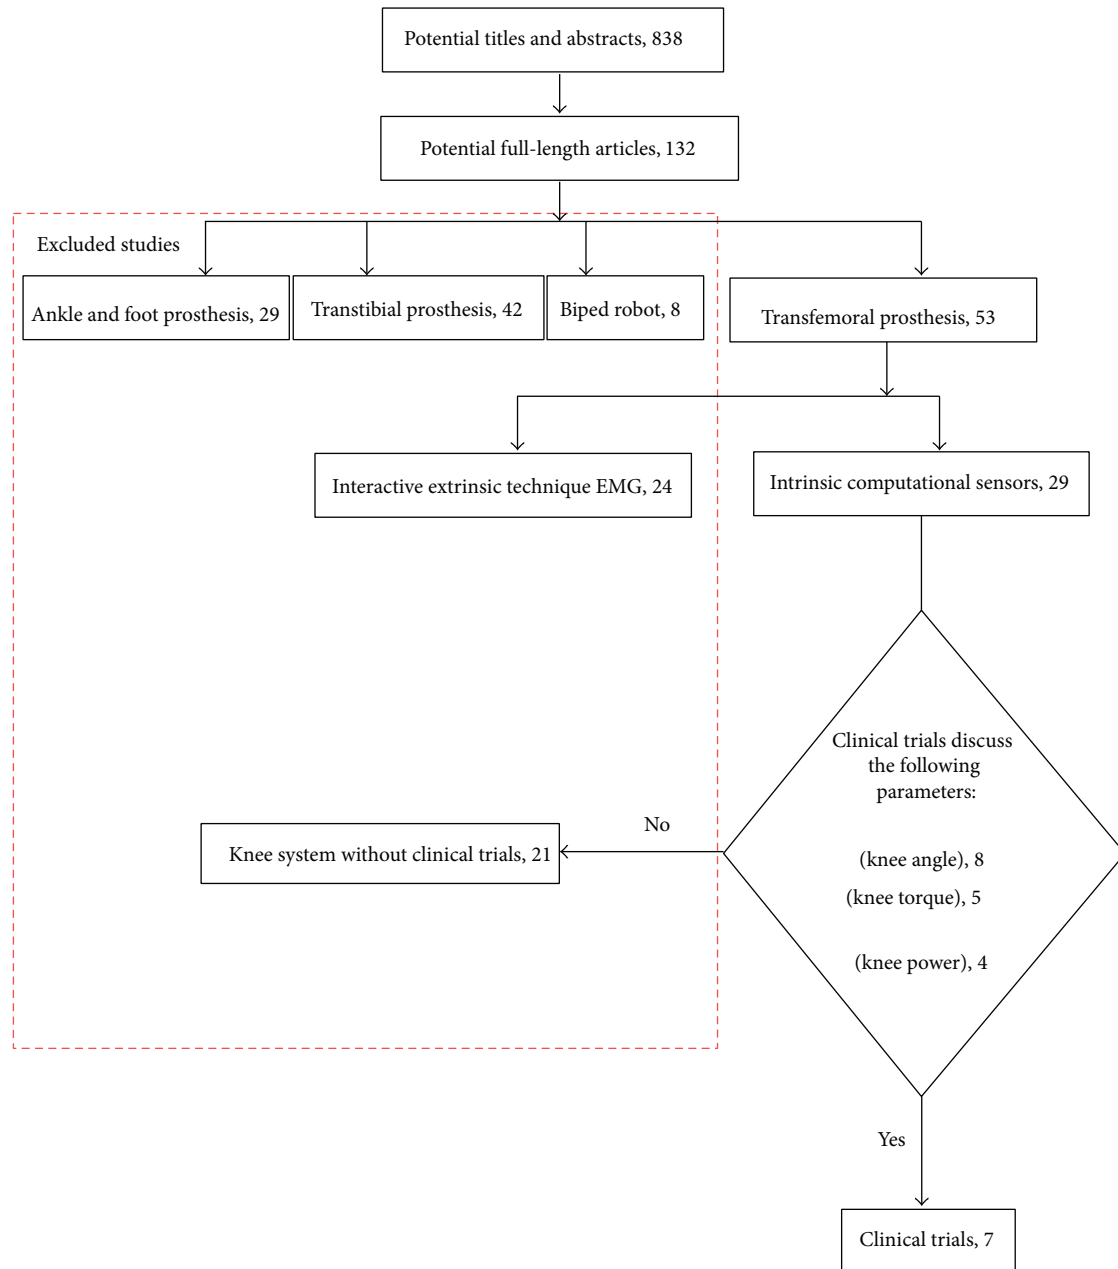 Potential titles and abstracts, 838
Potential full-length articles, 132
Excluded studies
Ankle and foot prosthesis, 29
Transtibial prosthesis, 42
Biped robot, 8
Transfemoral prosthesis, 53
Interactive extrinsic technique EMG, 24
Intrinsic computational sensors, 29
Clinical trials discuss
the following
parameters:
(knee angle), 8
(knee torque), 5
(knee power), 4
No
Knee system without clinical trials, 21
Yes
Clinical trials, 7